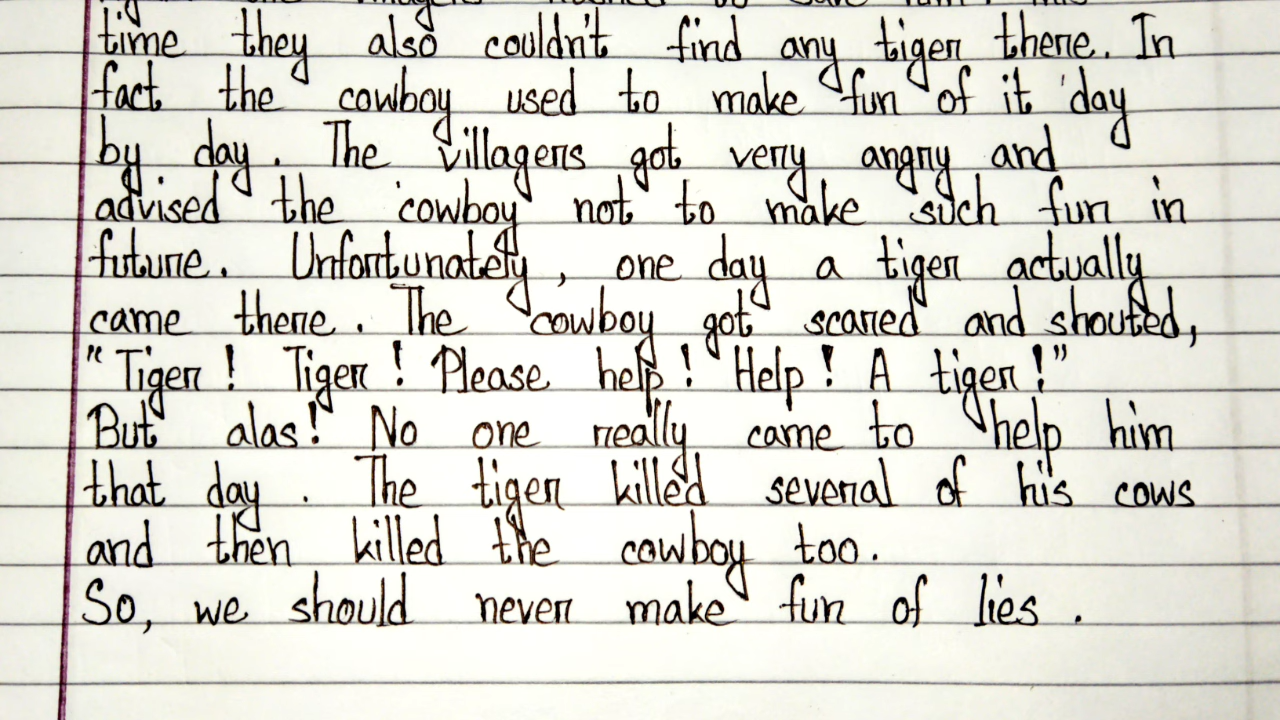 time they also couldn't find any tiger there. In
fact the cowboy used to make fun of it day
by day. The villagers got very angry and
advised the cowboy not to make such fun in
future. Unfortunately, one day a tiger actually
came there. The cowboy got scared and shouted,
"Tiger! Tiger! Please help! Help! A tiger!"
But alas! No one really came to help him
that day. The tiger killed several of his cows
and then killed the cowboy too.
So, we should never make fun of lies.